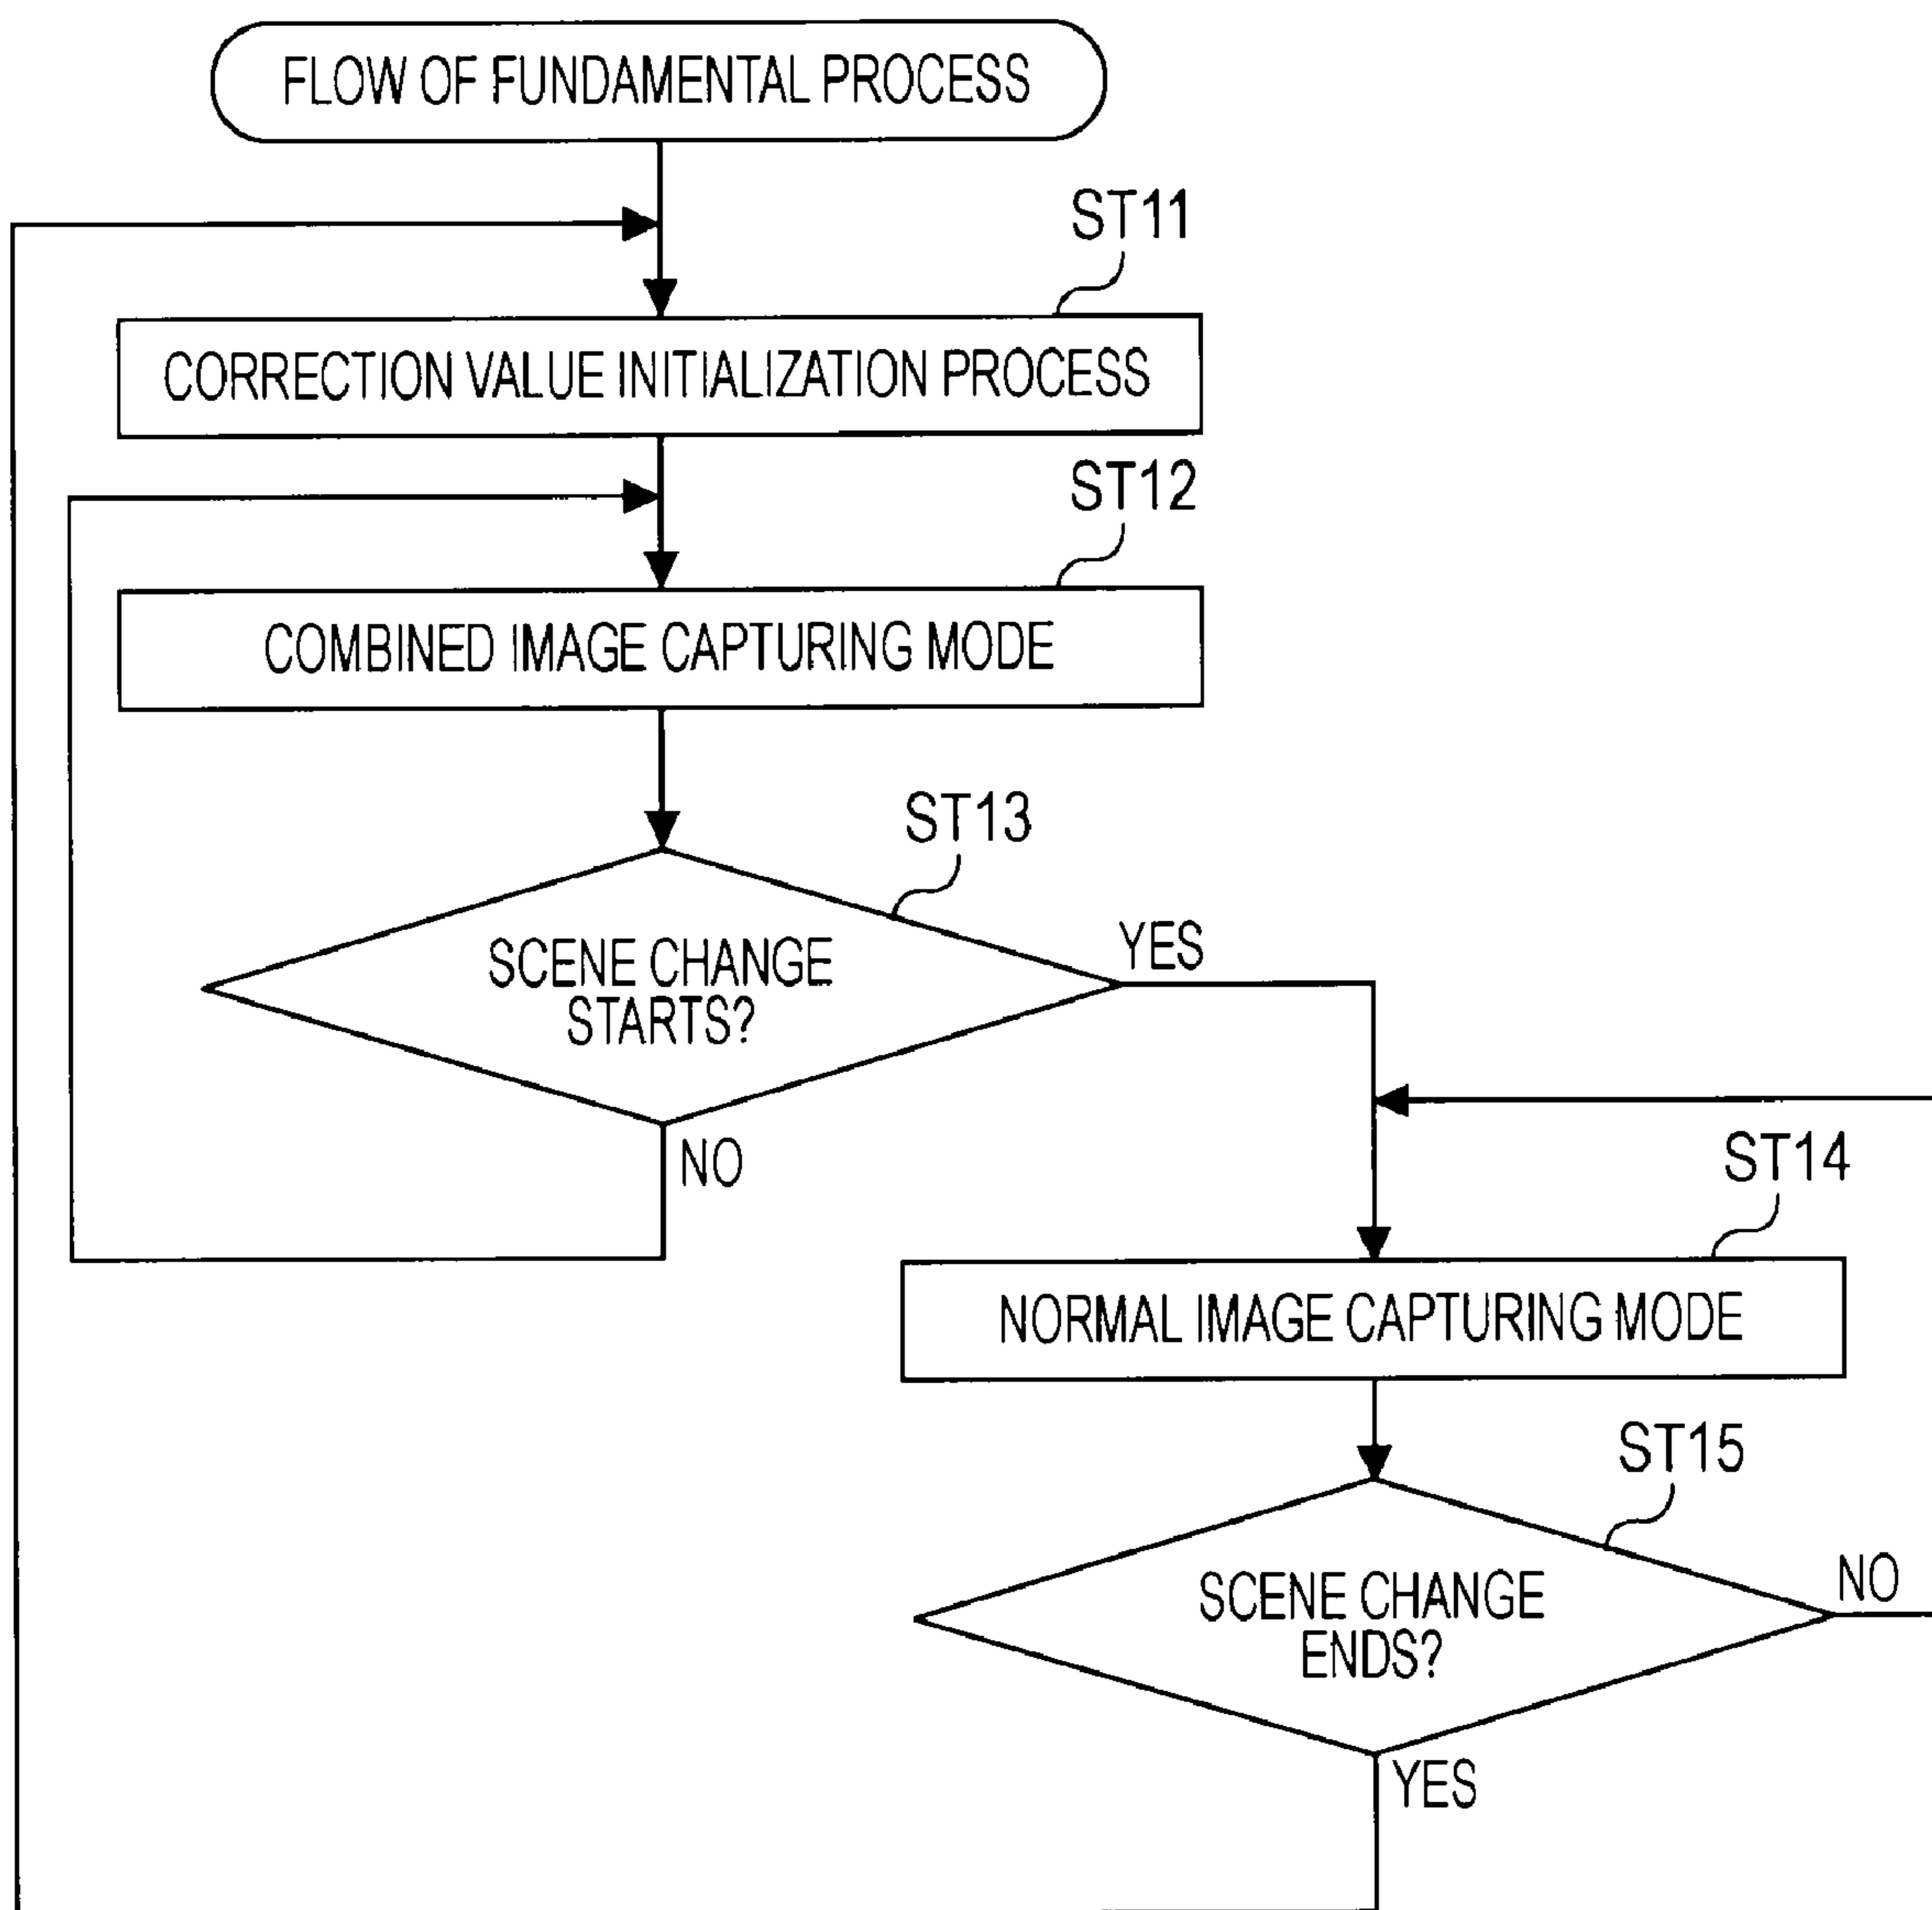 FLOW OF FUNDAMENTAL PROCESS
ST11
CORRECTION VALUE INITIALIZATION PROCESS
ST12
COMBINED IMAGE CAPTURING MODE
ST13
SCENE CHANGE
STARTS?
YES
NO
ST14
NORMAL IMAGE CAPTURING MODE
ST15
SCENE CHANGE
ENDS?
NO
YES